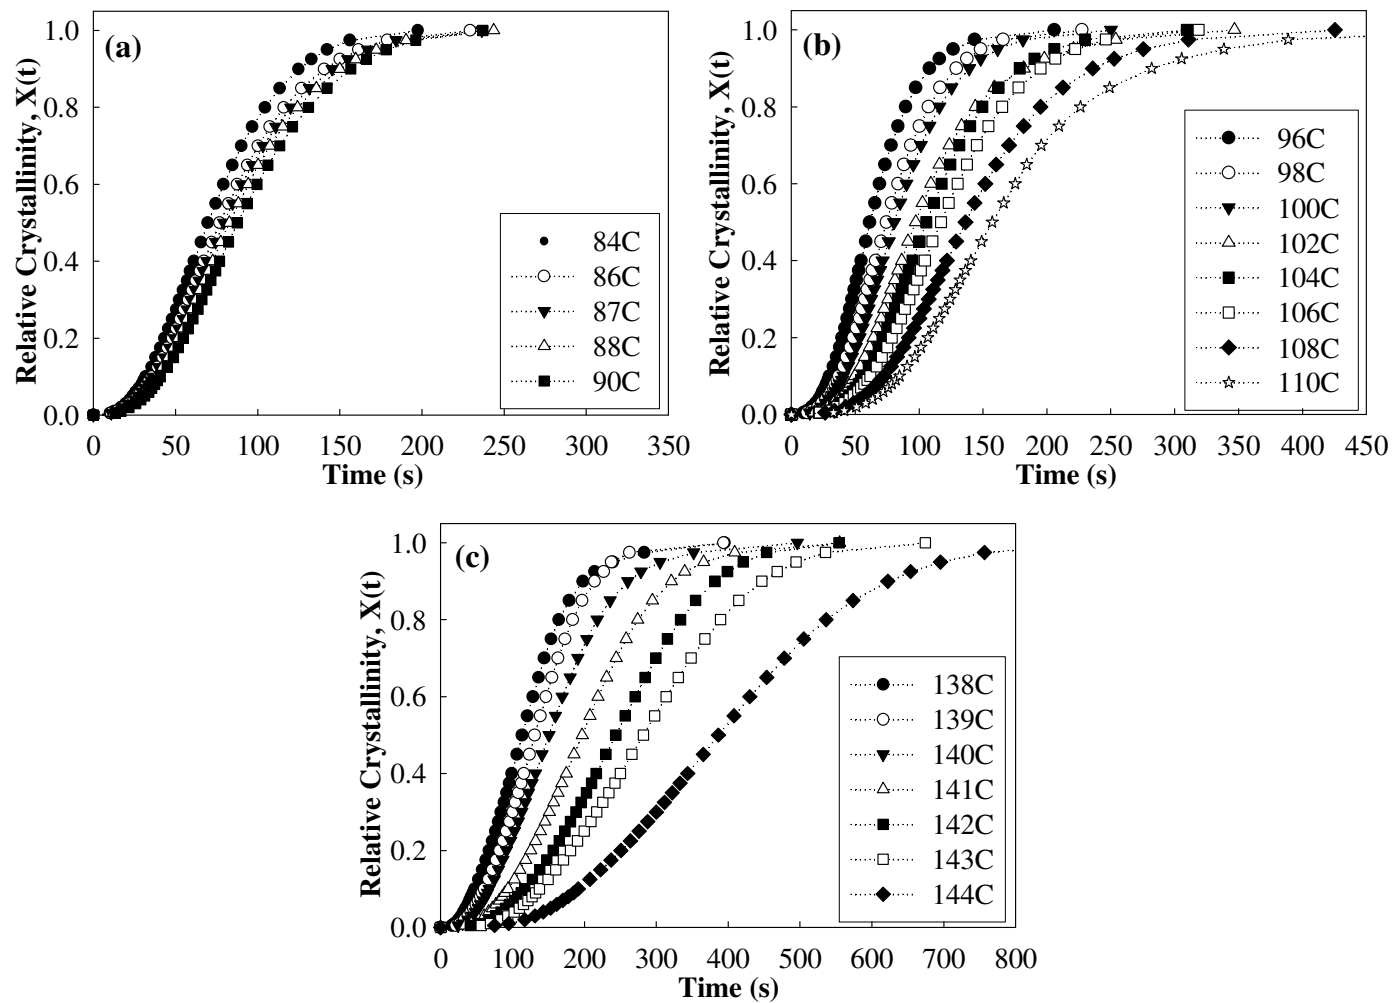 (a)
Relative Crystallinity, X(t)
1.0
0.8
0.6
0.4
0.2
0.0
84C
86C
87C
88C
90C
0 50 100 150 200 250 300 350
Time (s)
(b)
Relative Crystallinity, X(t)
1.0
0.8
0.6
0.4
0.2
0.0
96C
98C
100C
102C
104C
106C
108C
110C
0 50 100 150 200 250 300 350 400 450
Time (s)
(c)
Relative Crystallinity, X(t)
1.0
0.8
0.6
0.4
0.2
0.0
138C
139C
140C
141C
142C
143C
144C
0 100 200 300 400 500 600 700 800
Time (s)